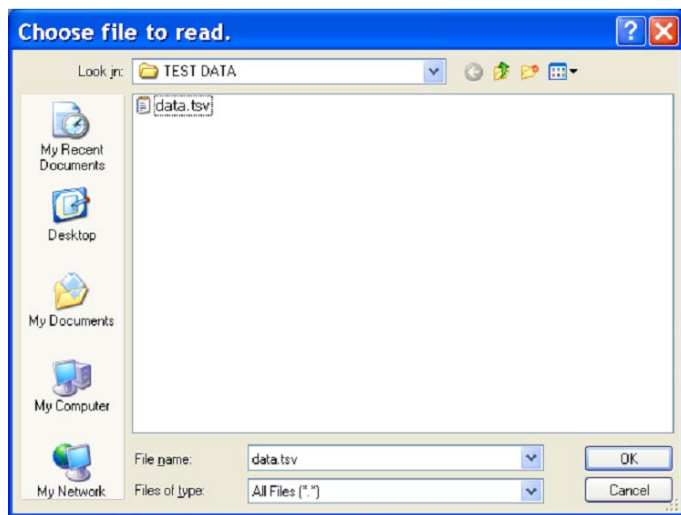 Choose file to read.
Look in: TEST DATA
data.tsv
My Recent
Documents
Desktop
My Documents
My Computer
My Network
File name: data.tsv OK
Files of type: All Files (*.*) Cancel